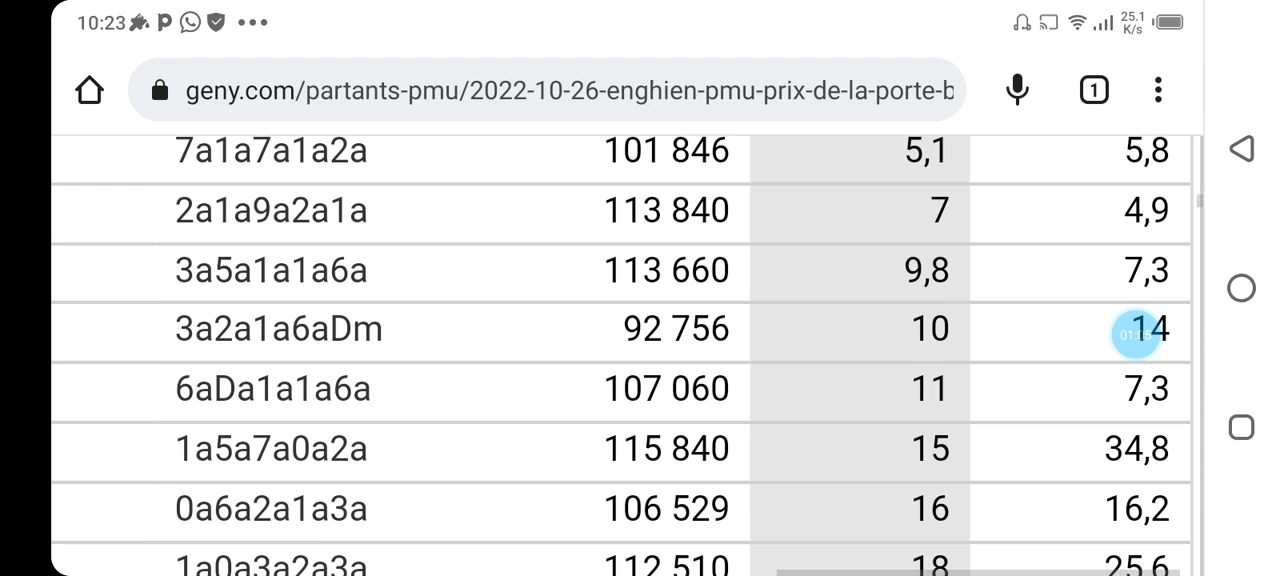 10:23 25.1 K/s
geny.com/partants-pmu/2022-10-26-enghien-pmu-prix-de-la-porte-b 1
7a1a7a1a2a 101 846 5,1 5,8
2a1a9a2a1a 113 840 7 4,9
3a5a1a1a6a 113 660 9,8 7,3
3a2a1a6aDm 92 756 10 14
6aDa1a1a6a 107 060 11 7,3
1a5a7a0a2a 115 840 15 34,8
0a6a2a1a3a 106 529 16 16,2
1a0a3a2a3a 112 510 18 25,6